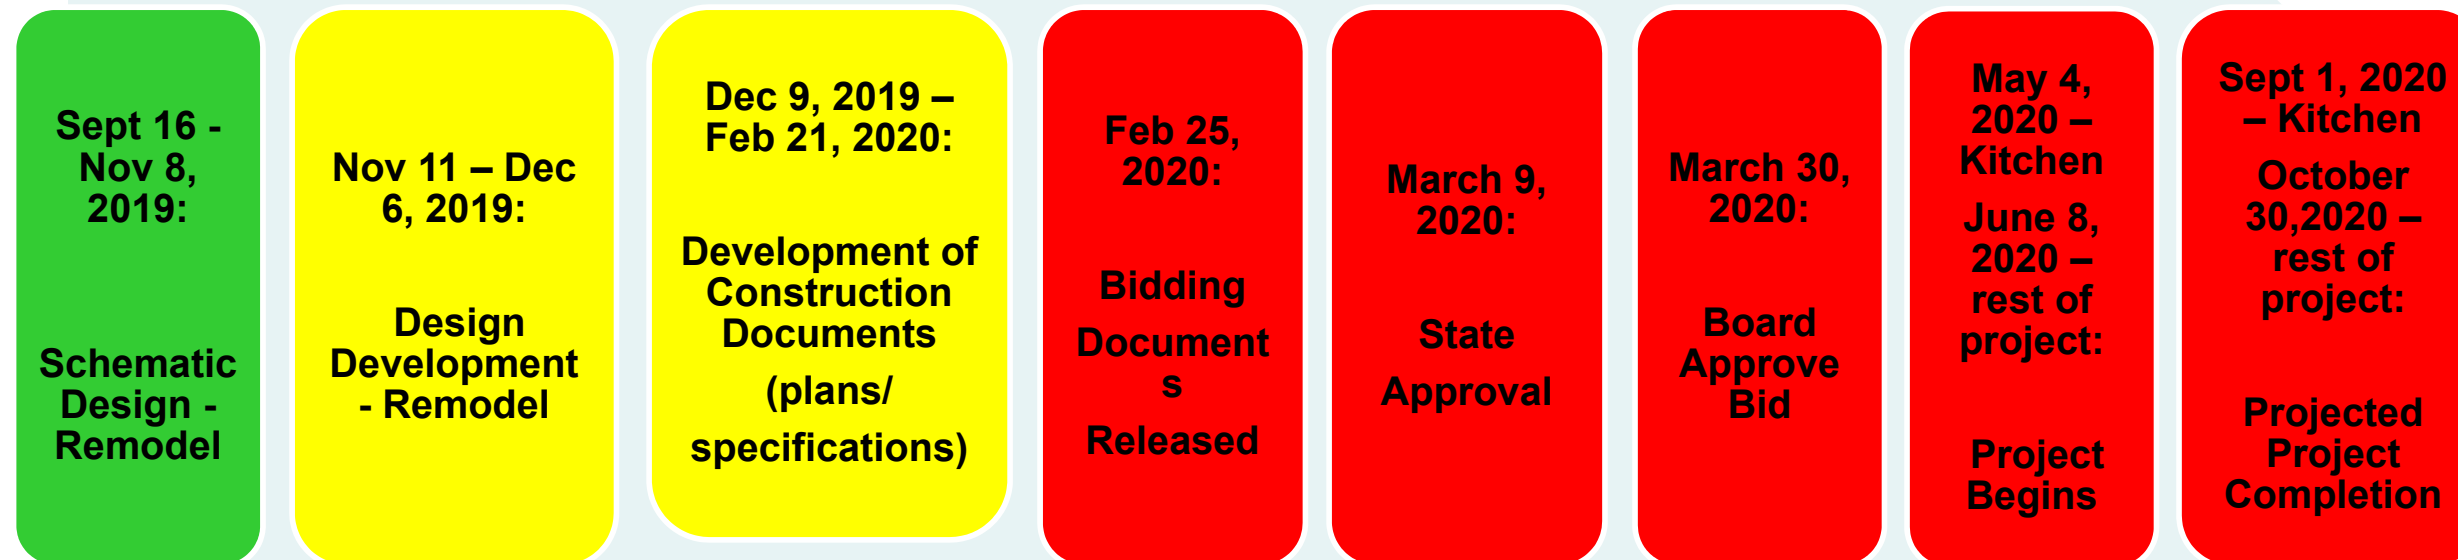 Sept 16 -
Nov 8,
2019:
Schematic
Design -
Remodel
Nov 11 – Dec
6, 2019:
Design
Development
- Remodel
Dec 9, 2019 –
Feb 21, 2020:
Development of
Construction
Documents
(plans/
specifications)
Feb 25,
2020:
Bidding
Document
s
Released
March 9,
2020:
State
Approval
March 30,
2020:
Board
Approve
Bid
May 4,
2020 –
Kitchen
June 8,
2020 –
rest of
project:
Project
Begins
Sept 1, 2020
– Kitchen
October
30,2020 –
rest of
project:
Projected
Project
Completion